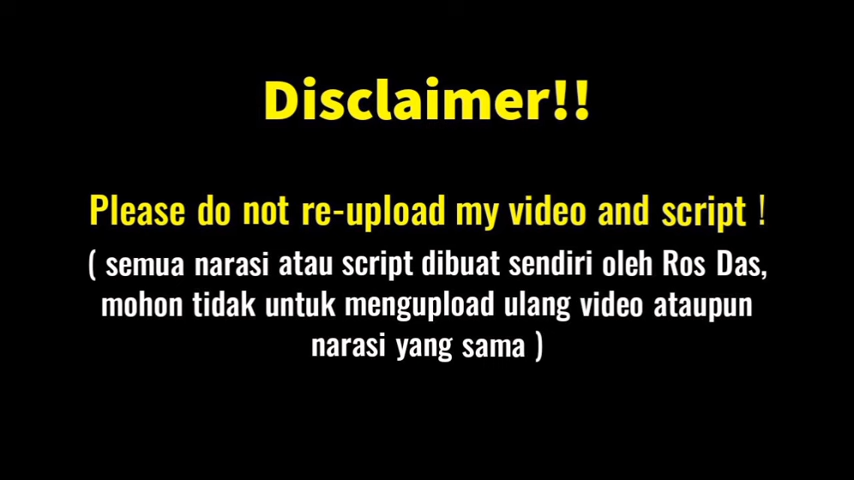 Disclaimer!!
Please do not re-upload my video and script !
( semua narasi atau script dibuat sendiri oleh Ros Das,
mohon tidak untuk mengupload ulang video ataupun
narasi yang sama )